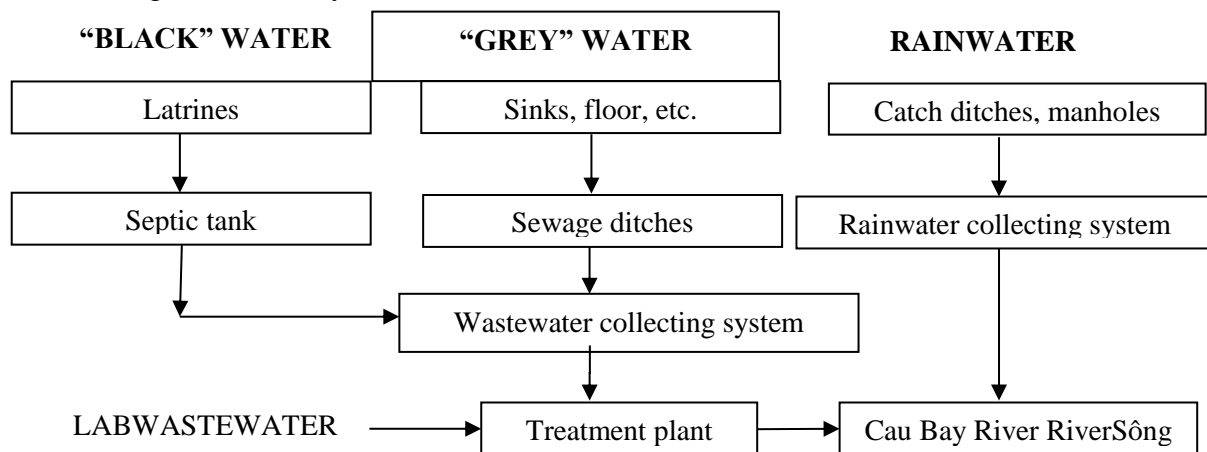 “BLACK” WATER
“GREY” WATER
RAINWATER
Latrines
Sinks, floor, etc.
Catch ditches, manholes
Septic tank
Sewage ditches
Rainwater collecting system
Wastewater collecting system
LABWASTEWATER
Treatment plant
Cau Bay River RiverSông